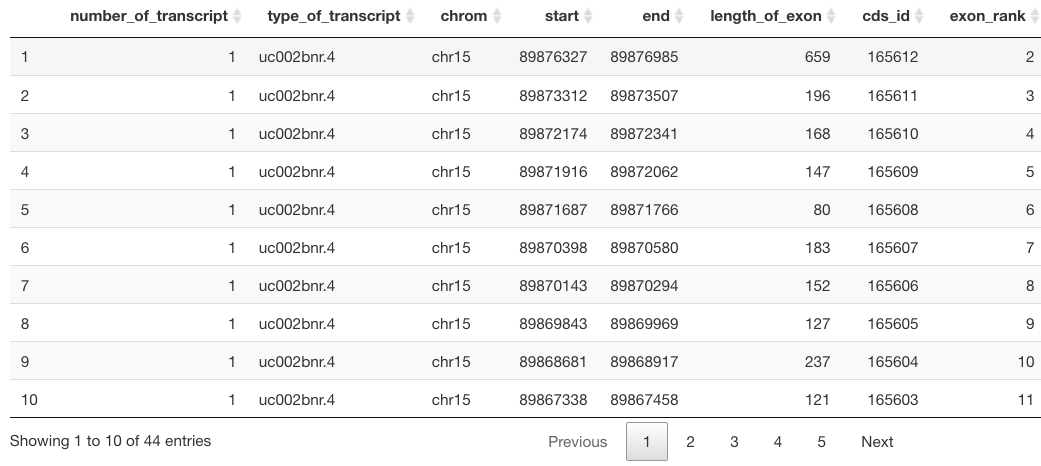 number_of_transcript type_of_transcript chrom start end length_of_exon cds_id exon_rank
1 1 uc002bnr.4 chr15 89876327 89876985 659 165612 2
2 1 uc002bnr.4 chr15 89873312 89873507 196 165611 3
3 1 uc002bnr.4 chr15 89872174 89872341 168 165610 4
4 1 uc002bnr.4 chr15 89871916 89872062 147 165609 5
5 1 uc002bnr.4 chr15 89871687 89871766 80 165608 6
6 1 uc002bnr.4 chr15 89870398 89870580 183 165607 7
7 1 uc002bnr.4 chr15 89870143 89870294 152 165606 8
8 1 uc002bnr.4 chr15 89869843 89869969 127 165605 9
9 1 uc002bnr.4 chr15 89868681 89868917 237 165604 10
10 1 uc002bnr.4 chr15 89867338 89867458 121 165603 11
Showing 1 to 10 of 44 entries Previous 1 2 3 4 5 Next